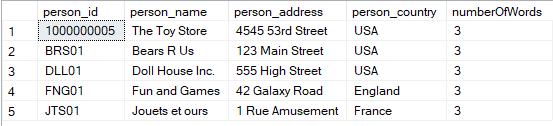 person_id person_name person_address person_country numberOfWords
1 1000000005 The Toy Store 4545 53rd Street USA 3
2 BRS01 Bears R Us 123 Main Street USA 3
3 DLL01 Doll House Inc. 555 High Street USA 3
4 FNG01 Fun and Games 42 Galaxy Road England 3
5 JTS01 Jouets et ours 1 Rue Amusement France 3